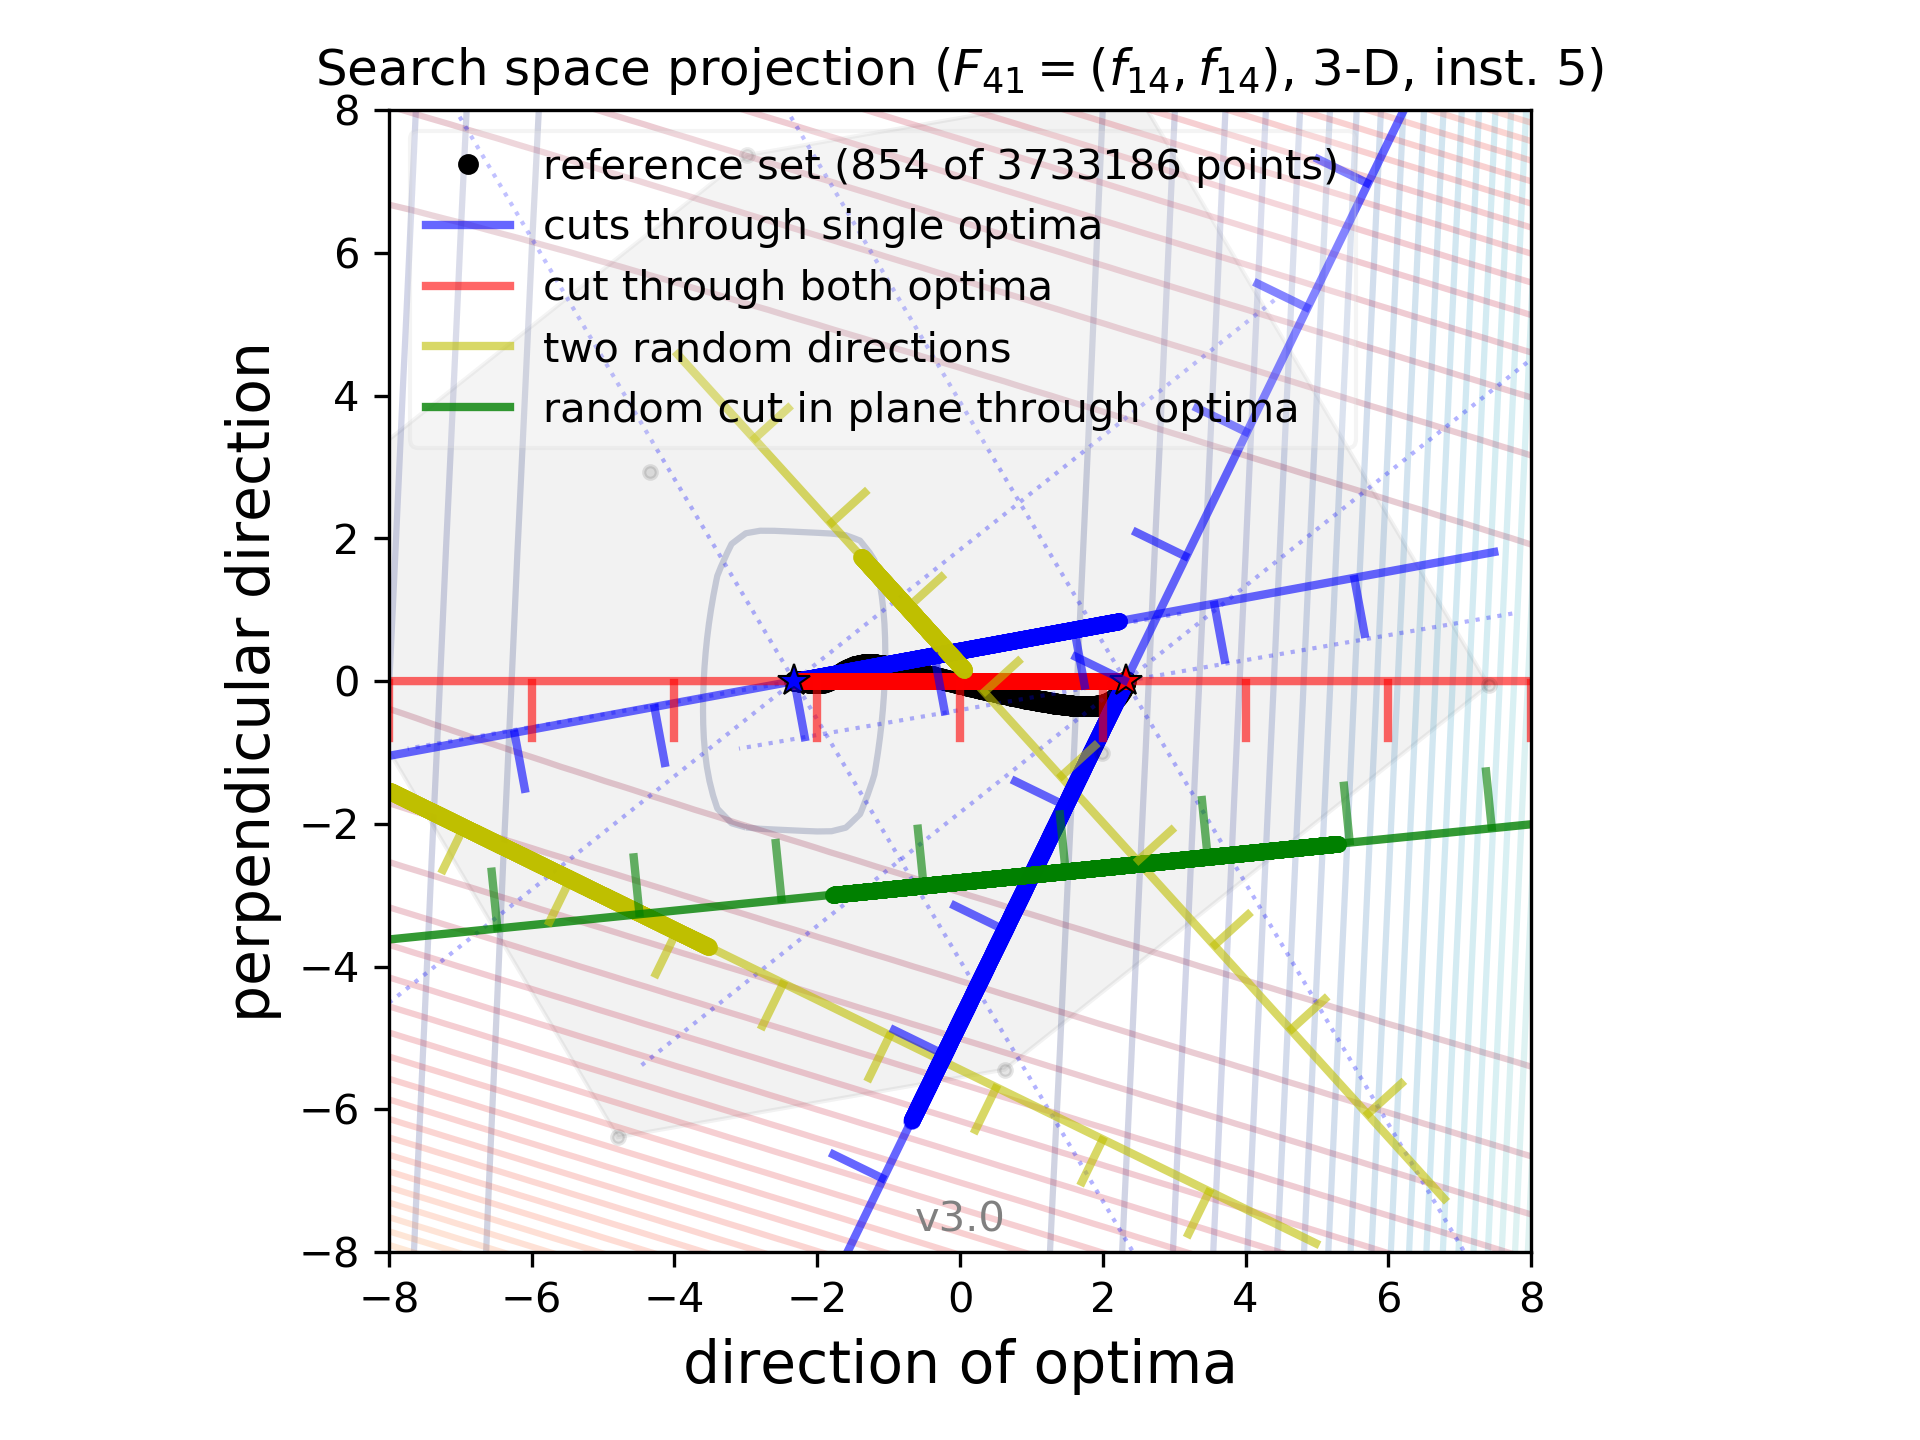 Search space projection (F41 = (f14, f14), 3-D, inst. 5)
8
6
4
2
0
−2
−4
−6
−8
perpendicular direction
reference set (854 of 3733186 points)
cuts through single optima
cut through both optima
two random directions
random cut in plane through optima
v3.0
−8 −6 −4 −2 0 2 4 6 8
direction of optima